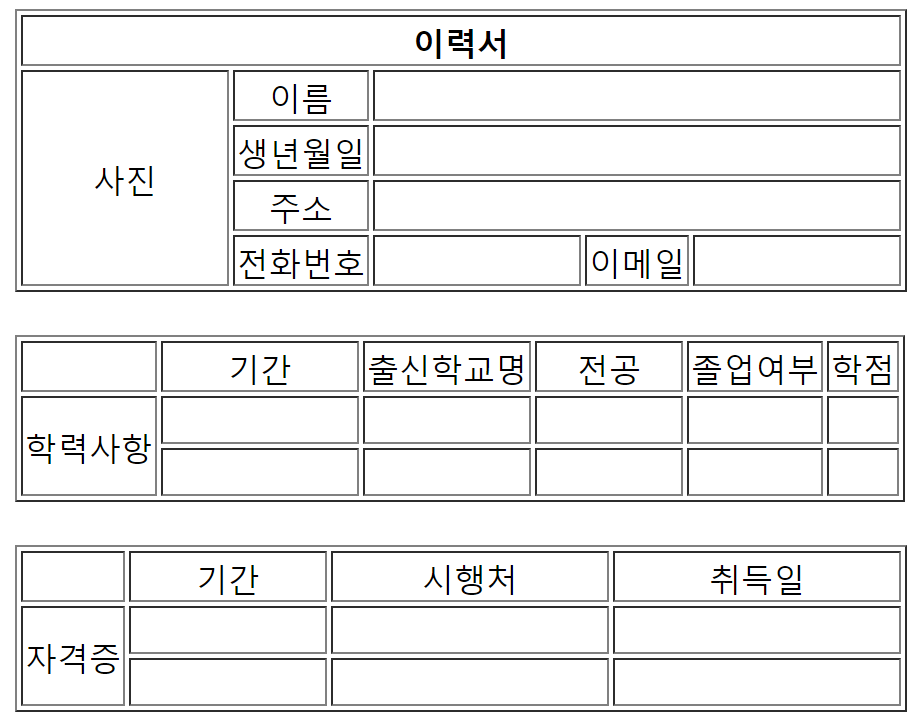 이력서
사진
이름
생년월일
주소
전화번호 이메일
기간 출신학교명 전공 졸업여부 학점
학력사항
기간 시행처 취득일
자격증